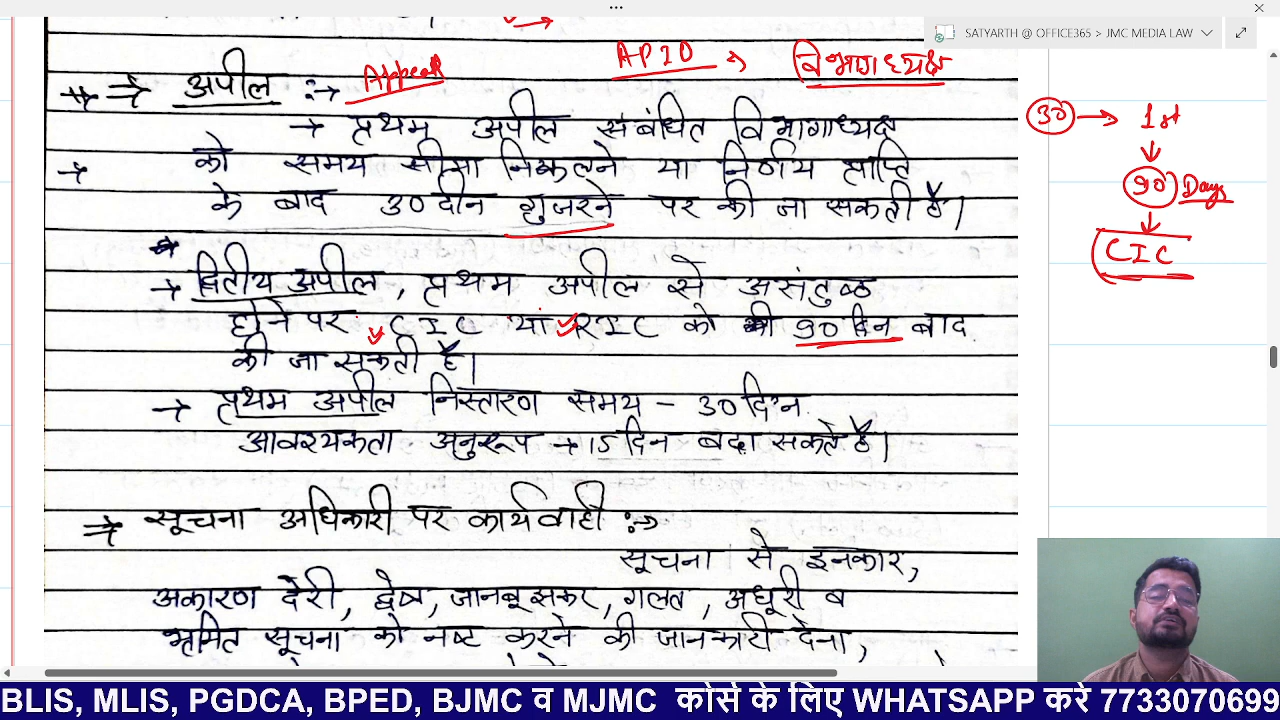 SATYARTH @ OFFICE365 > JMC MEDIA LAW
APIO → विभागाध्यक्ष
अपील :→ Appeal
→ प्रथम अपील संबंधित विभागाध्यक्ष
को समय सीमा निकलने या निर्णय प्राप्ति
के बाद 30 दीन गुजरने पर की जा सकती है।
→ द्वितीय अपील, प्रथम अपील से असंतुष्ठ
होने पर CIC या RIC को 90 दिन बाद
की जा सकती है।
→ प्रथम अपील निस्तारण समय – 30 दिन
आवश्यकता अनुरूप → 15 दिन बढ़ा सकते है।
⇒ सूचना अधिकारी पर कार्यवाही :→
सूचना से इनकार,
अकारण देरी, द्वेष, जानबूझकर, गलत, अधूरी व
भ्रमित सूचना को नष्ट करने की जानकारी देना,
30 → 1st
↓
90 Days
↓
CIC
BLIS, MLIS, PGDCA, BPED, BJMC व MJMC कोर्स के लिए WHATSAPP करे 7733070699